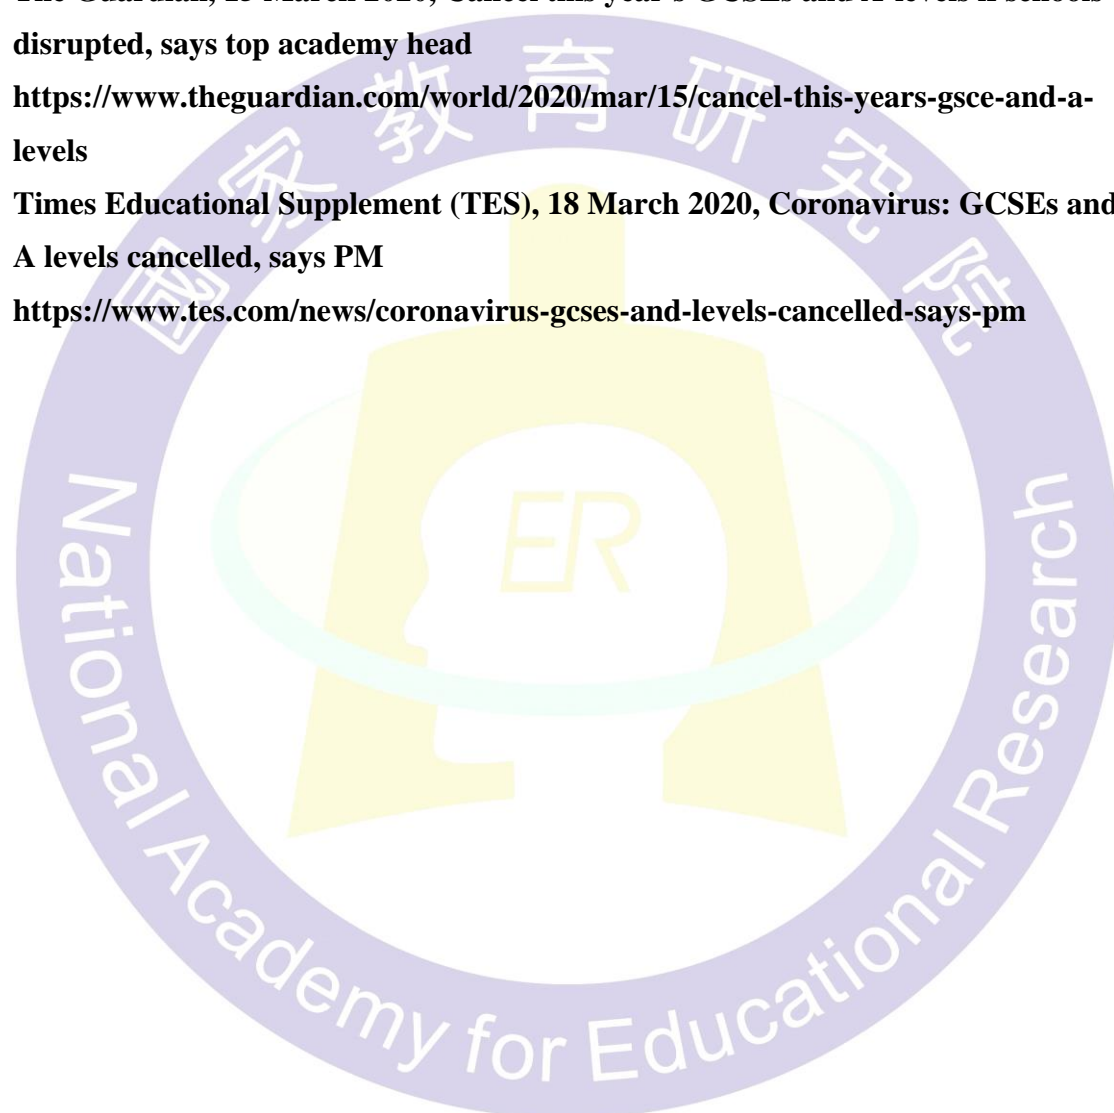 The Guardian, March 2020, Cancel this year's GCSEs and schools
disrupted, says top academy head
https://www.theguardian.com/world/2020/mar/15/cancel-this-years-gsce-and-a-
levels
Times Educational Supplement (TES), 18 March 2020, Coronavirus: GCSEs and
A levels cancelled, says PM
https://www.tes.com/news/coronavirus-gcses-and-levels-cancelled-says-pm
國家教育研究院
ER
National Academy for Educational Research